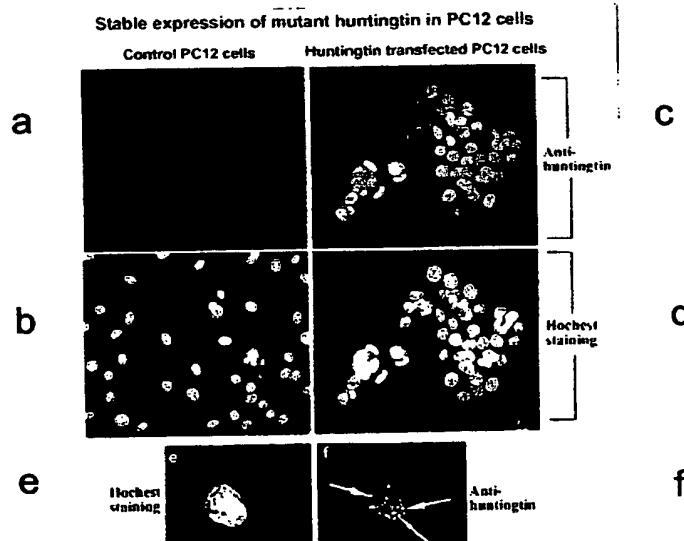 Stable expression of mutant huntingtin in PC12 cells
Control PC12 cells
Huntingtin transfected PC12 cells
a
c
Anti-
huntingtin
b
Hochest
staining
e
e
f
Hochest
staining
Anti-
huntingtin
f